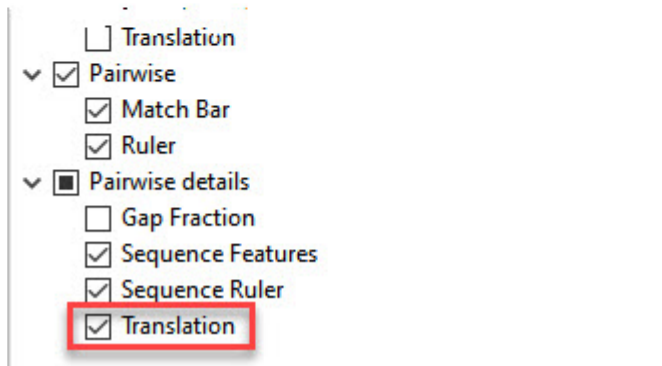 Translation
Pairwise
Match Bar
Ruler
Pairwise details
Gap Fraction
Sequence Features
Sequence Ruler
Translation